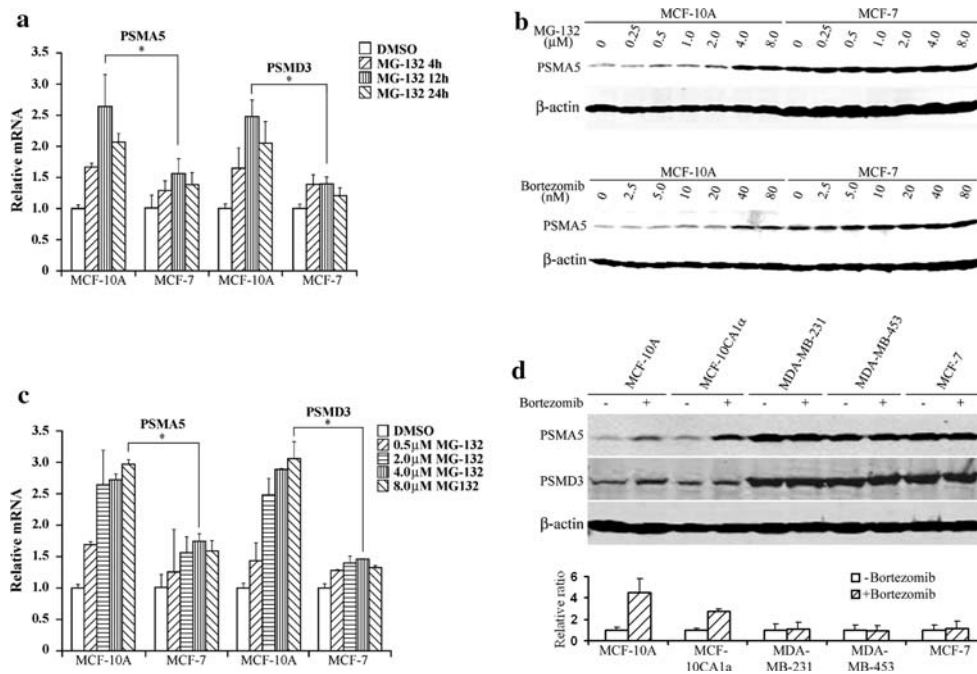 a
PSMA5
*
PSMD3
*
DMSO
MG-132 4h
MG-132 12h
MG-132 24h
Relative mRNA
3.5
3.0
2.5
2.0
1.5
1.0
0.5
0
MCF-10A MCF-7 MCF-10A MCF-7
b
MCF-10A MCF-7
MG-132 (μM) 0 0.25 0.5 1.0 2.0 4.0 8.0 0 0.25 0.5 1.0 2.0 4.0 8.0
PSMA5
β-actin
MCF-10A MCF-7
Bortezomib (nM) 0 2.5 5.0 10 20 40 80 0 2.5 5.0 10 20 40 80
PSMA5
β-actin
c
PSMA5
*
PSMD3
*
DMSO
0.5μM MG-132
2.0μM MG-132
4.0μM MG-132
8.0μM MG132
Relative mRNA
3.5
3.0
2.5
2.0
1.5
1.0
0.5
0
MCF-10A MCF-7 MCF-10A MCF-7
d
MCF-10A MCF-10CA1α MDA-MB-231 MDA-MB-453 MCF-7
Bortezomib - + - + - + - + - +
PSMA5
PSMD3
β-actin
Relative ratio
6
4
2
0
-Bortezomib
+Bortezomib
MCF-10A MCF-10CA1a MDA-MB-231 MDA-MB-453 MCF-7